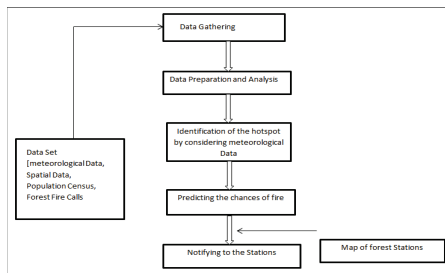 Data Gathering
Data Preparation and Analysis
Identification of the hotspot
by considering meteorological
Data
Data Set
[meteorological Data,
Spatial Data,
Population Census,
Forest Fire Calls
Predicting the chances of fire
Notifying to the Stations
Map of forest Stations